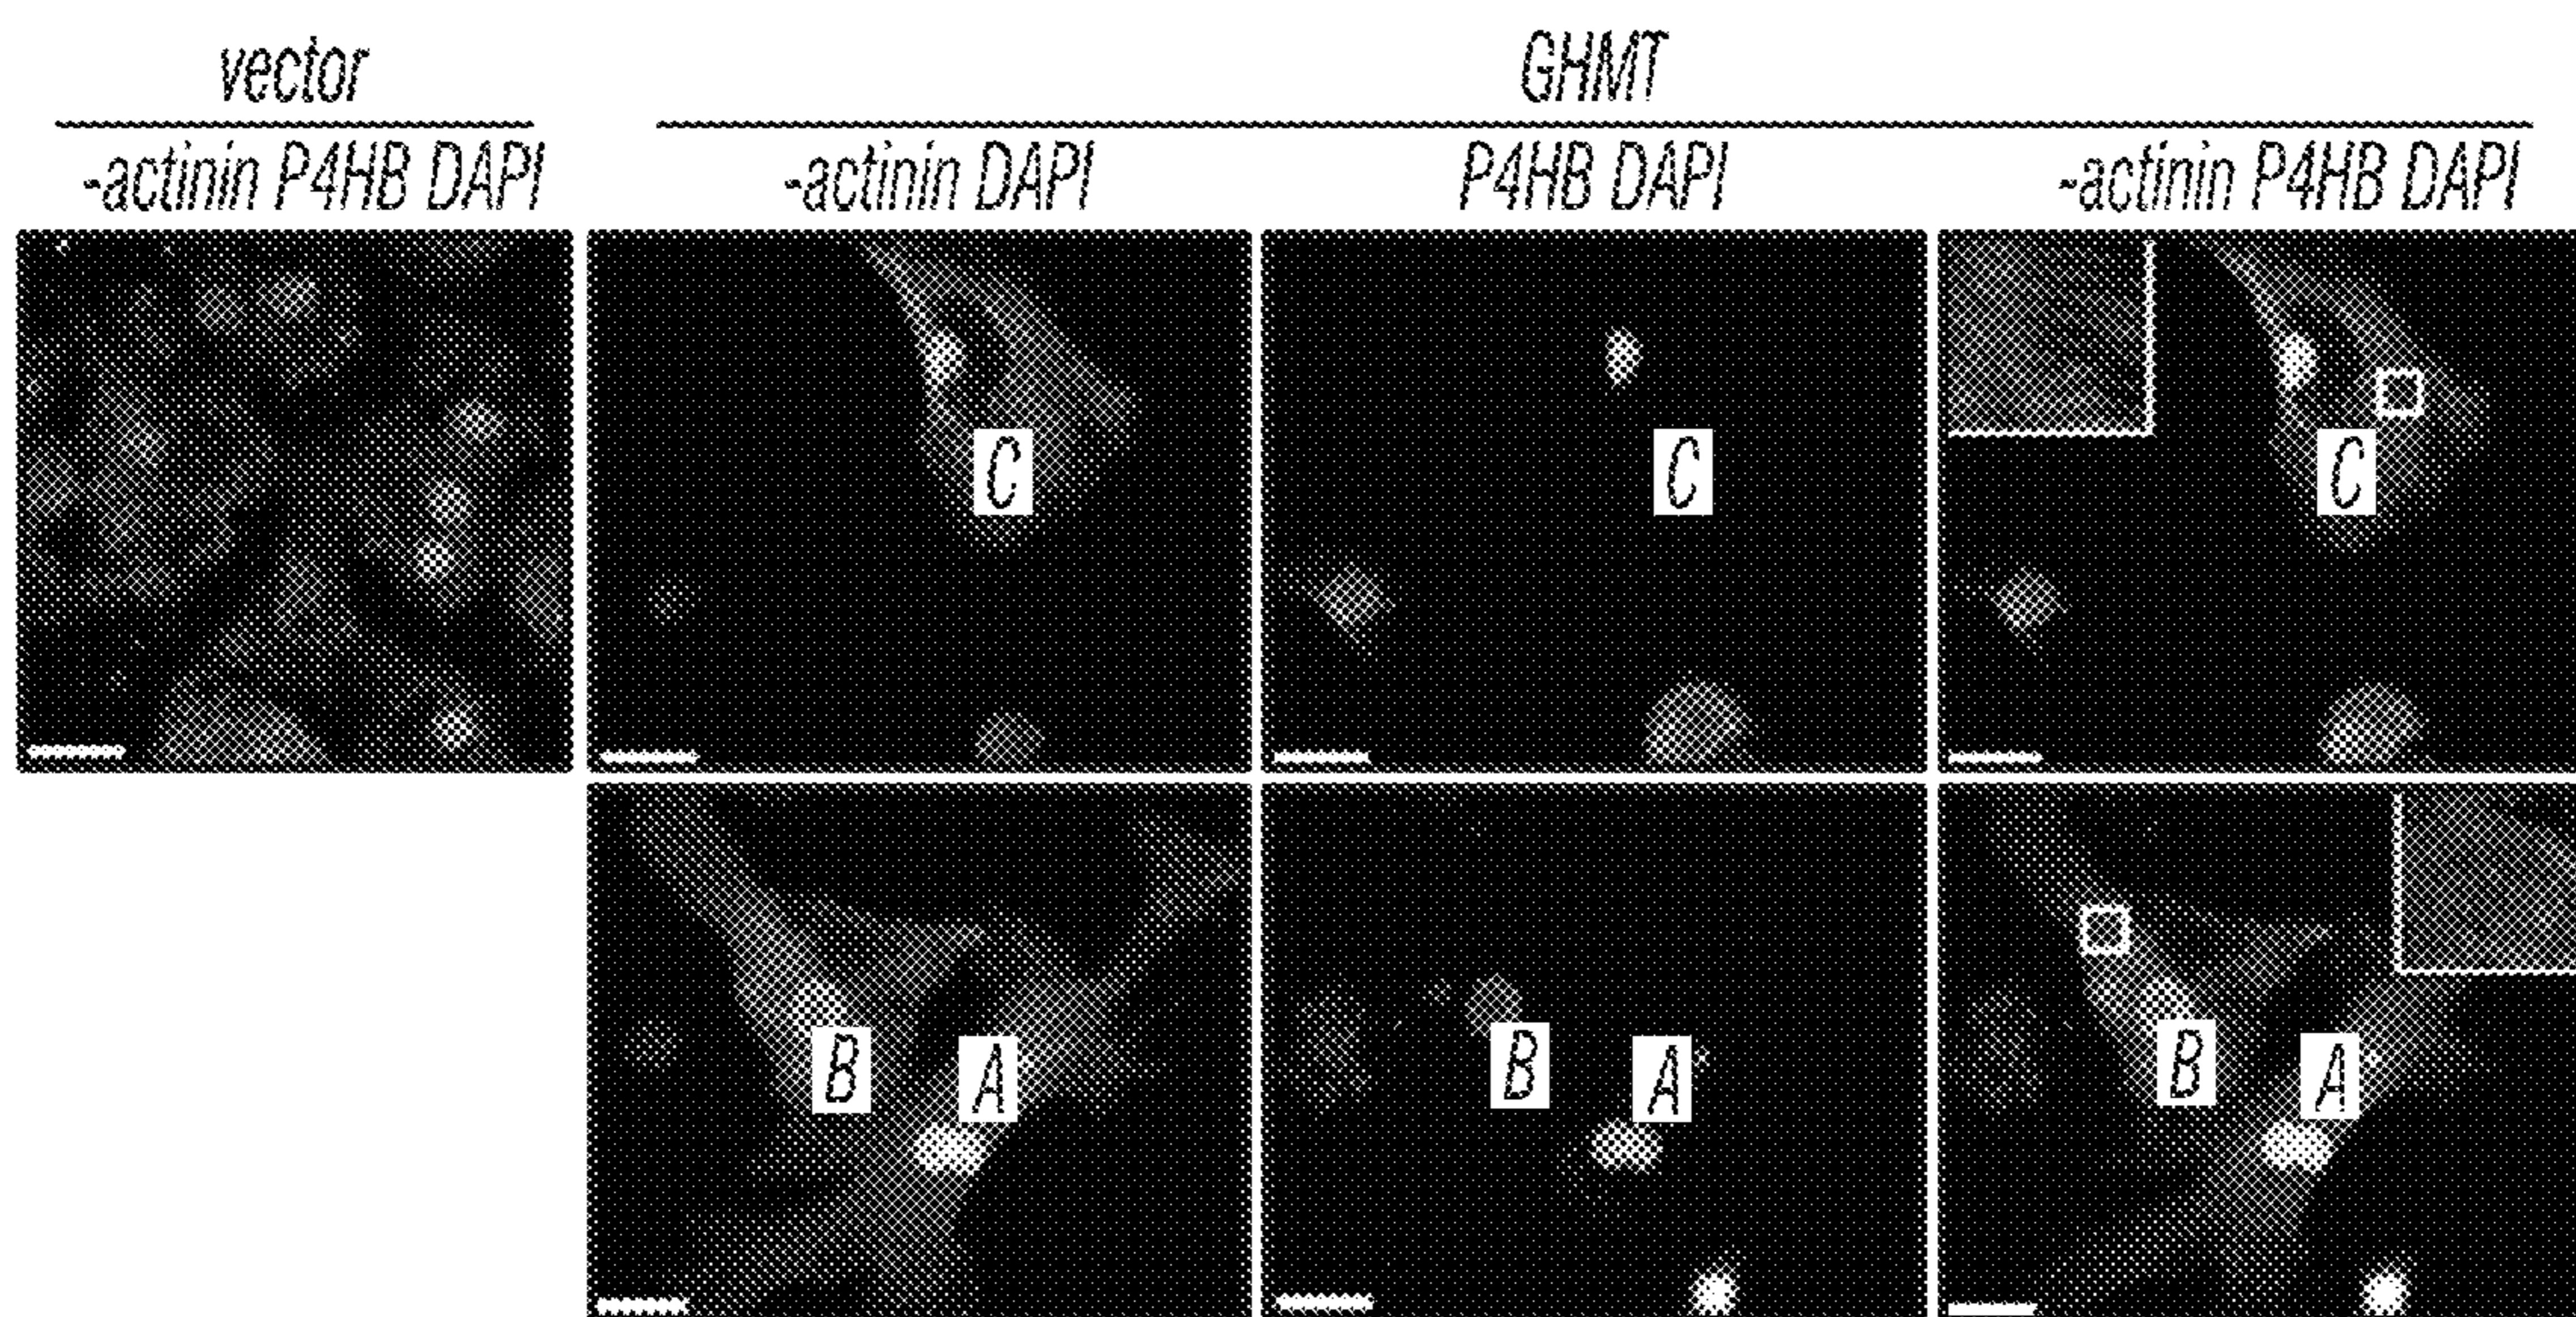 vector GHMT
-actinin P4HB DAPI -actinin DAPI P4HB DAPI -actinin P4HB DAPI
C C C
B A B A B A